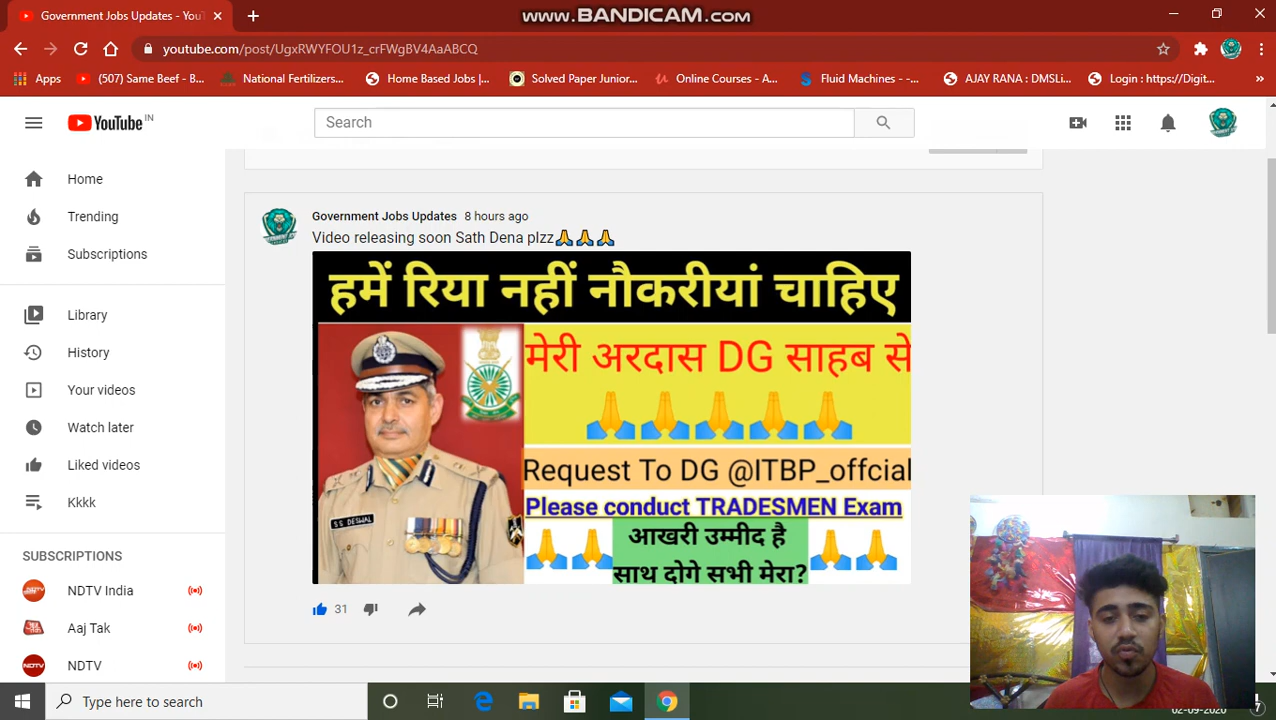 www.BANDICAM.com
Government Jobs Updates - YouT
youtube.com/post/UgxRWYFOU1z_crFWgBV4AaABCQ
Apps
(507) Same Beef - B...
National Fertilizers...
Home Based Jobs |...
Solved Paper Junior...
Online Courses - A...
Fluid Machines - -...
AJAY RANA : DMSLi...
Login : https://Digit...
»
YouTube IN
Search
Home
Trending
Subscriptions
Library
History
Your videos
Watch later
Liked videos
Kkkk
SUBSCRIPTIONS
NDTV India
Aaj Tak
NDTV
Government Jobs Updates 8 hours ago
Video releasing soon Sath Dena plzz🙏🙏🙏
हमें रिया नहीं नौकरीयां चाहिए
मेरी अरदास DG साहब से
🙏🙏🙏🙏🙏
Request To DG @ITBP_offcial
Please conduct TRADESMEN Exam
आखरी उम्मीद है
साथ दोगे सभी मेरा?
S S DESWAL
31
Type here to search
02-09-2020